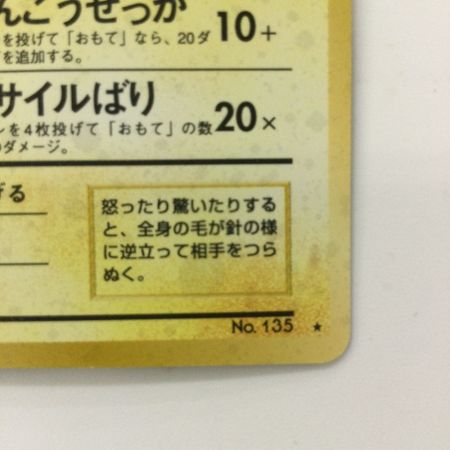 んこうせっか 10+
を投げて「おもて」なら、20ダ
を追加する。
サイルばり 20×
ンを4枚投げて「おもて」の数
のダメージ。
げる
怒ったり驚いたりする
と、全身の毛が針の様
に逆立って相手をつら
ぬく。
No. 135 ★